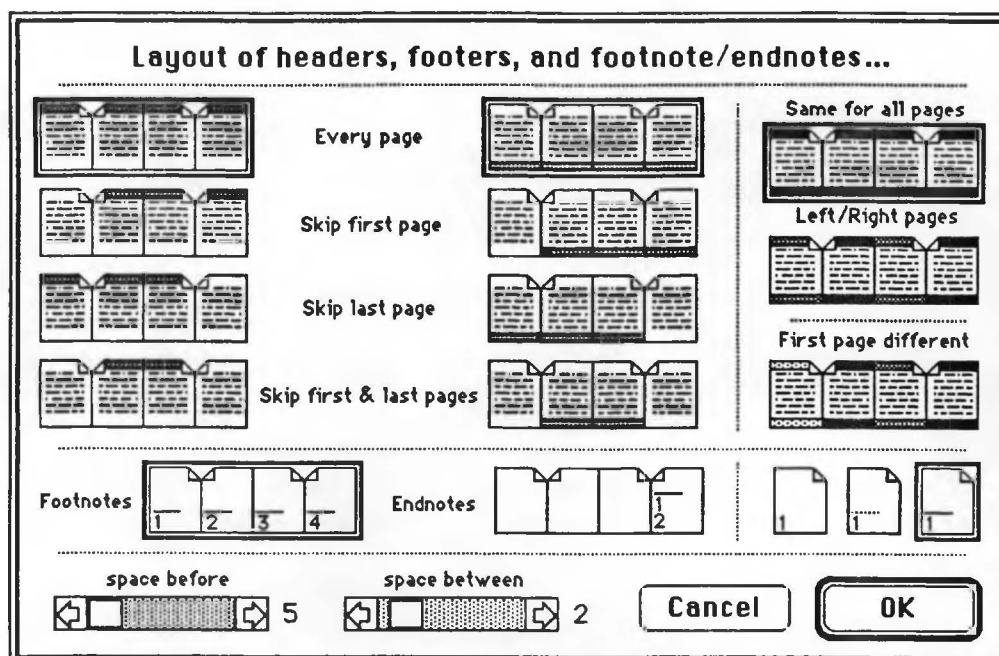 Layout of headers, footers, and footnote/endnotes...
Every page
Skip first page
Skip last page
Skip first & last pages
Same for all pages
Left/Right pages
First page different
Footnotes
1 2 3 4
Endnotes
1
2
1 1 1
space before
5
space between
2
Cancel
OK